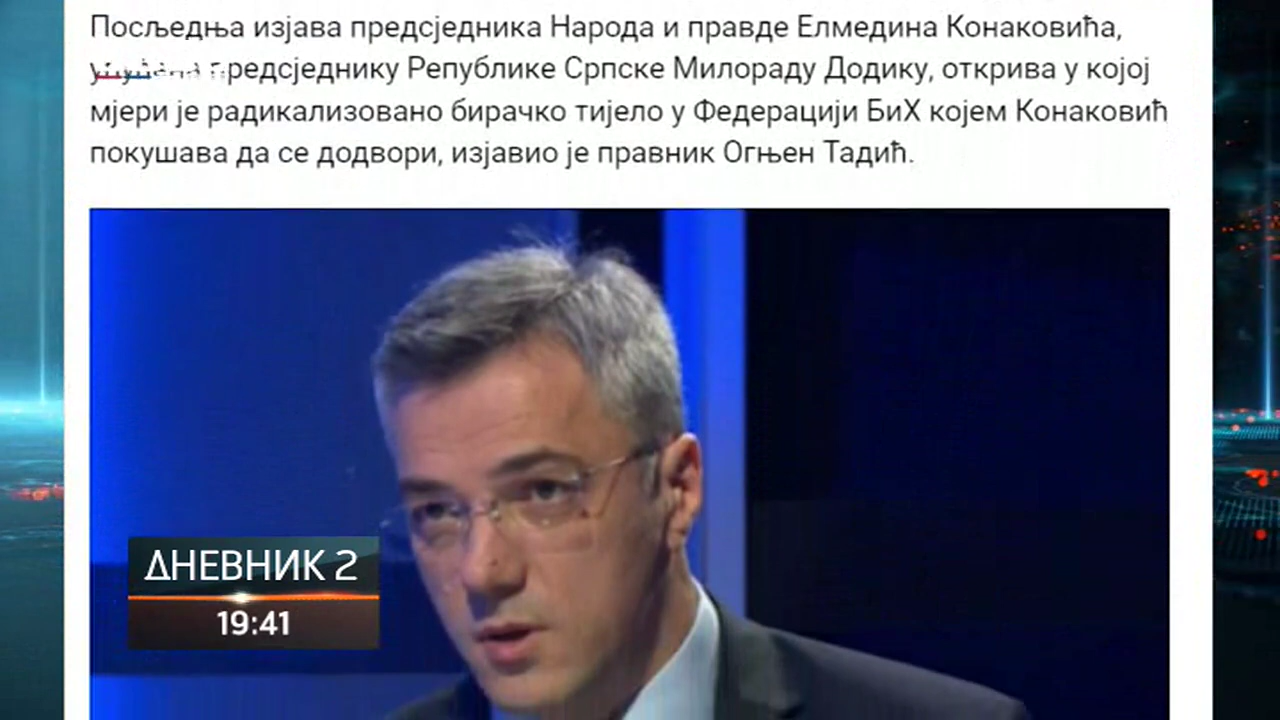 Посљедња изјава предсједника Народа и правде Елмедина Конаковића,
предсједнику Републике Српске Милораду Додику, открива у којој
мјери је радикализовано бирачко тијело у Федерацији БиХ којем Конаковић
покушава да се додвори, изјавио је правник Огњен Тадић.
ДНЕВНИК 2
19:41